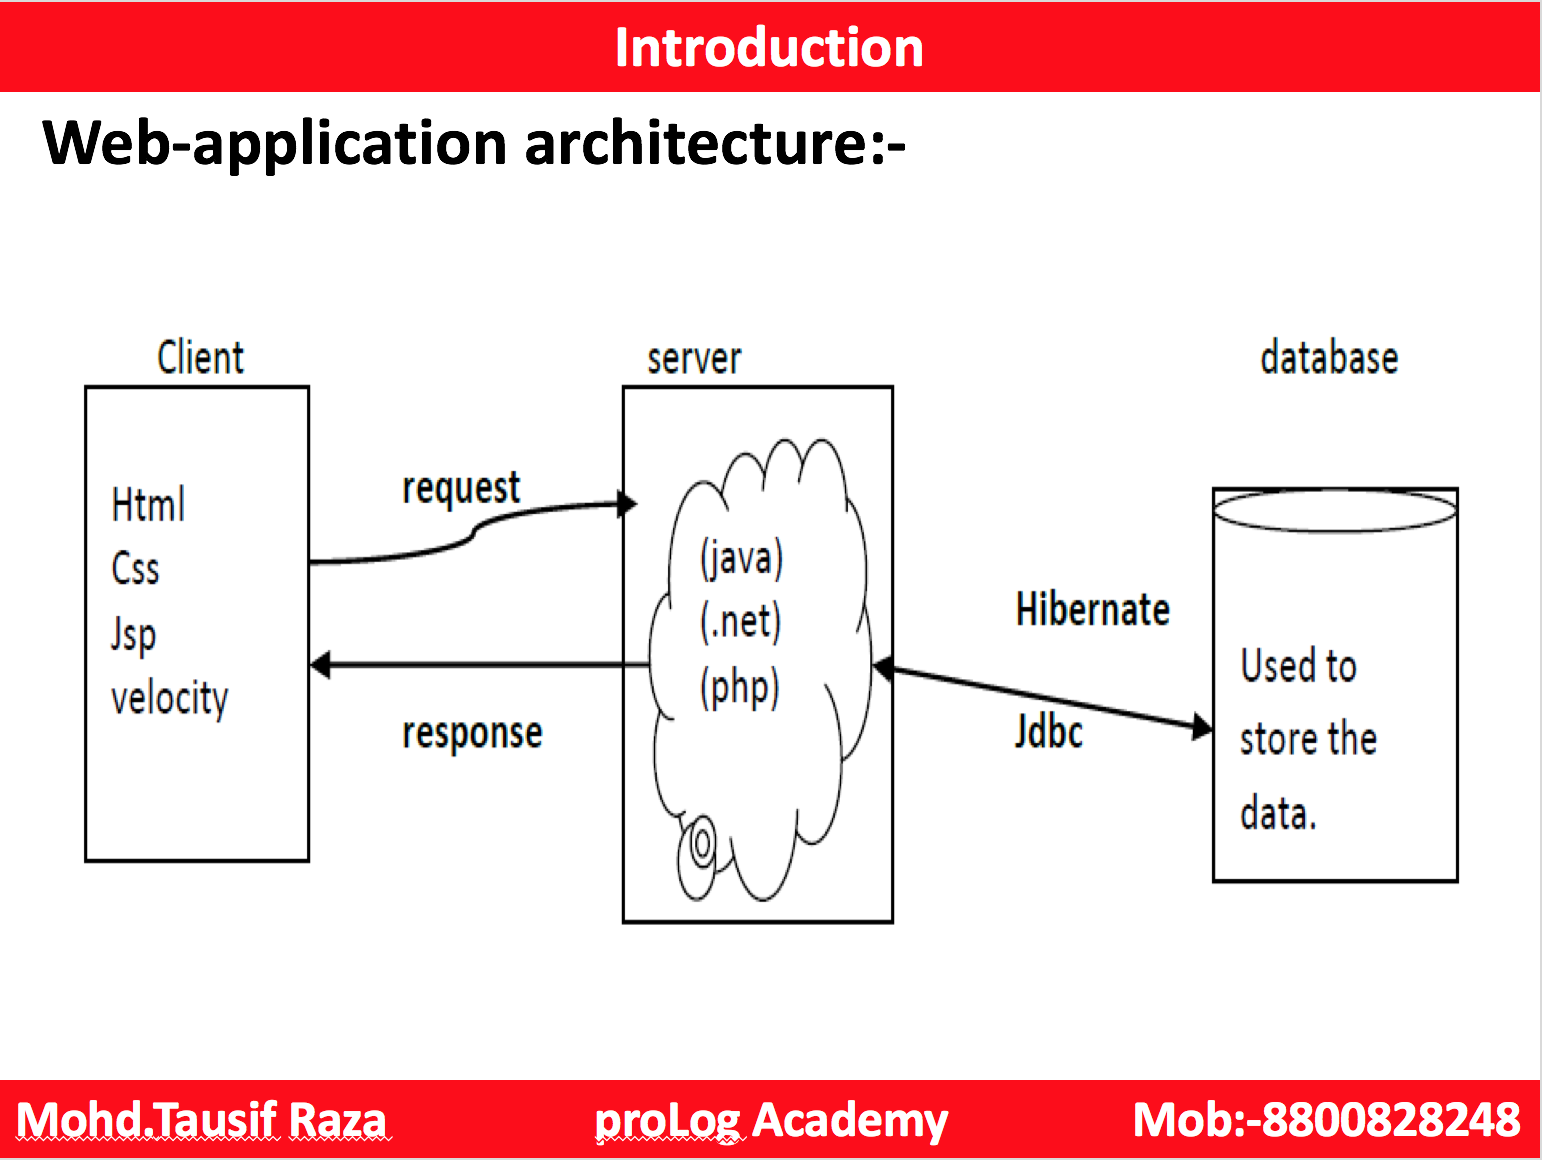 Introduction
Web-application architecture:-
Client
server
database
Html
Css
Jsp
velocity
request
response
(java)
(.net)
(php)
Hibernate
Jdbc
Used to
store the
data.
Mohd.Tausif Raza
proLog Academy
Mob:-8800828248